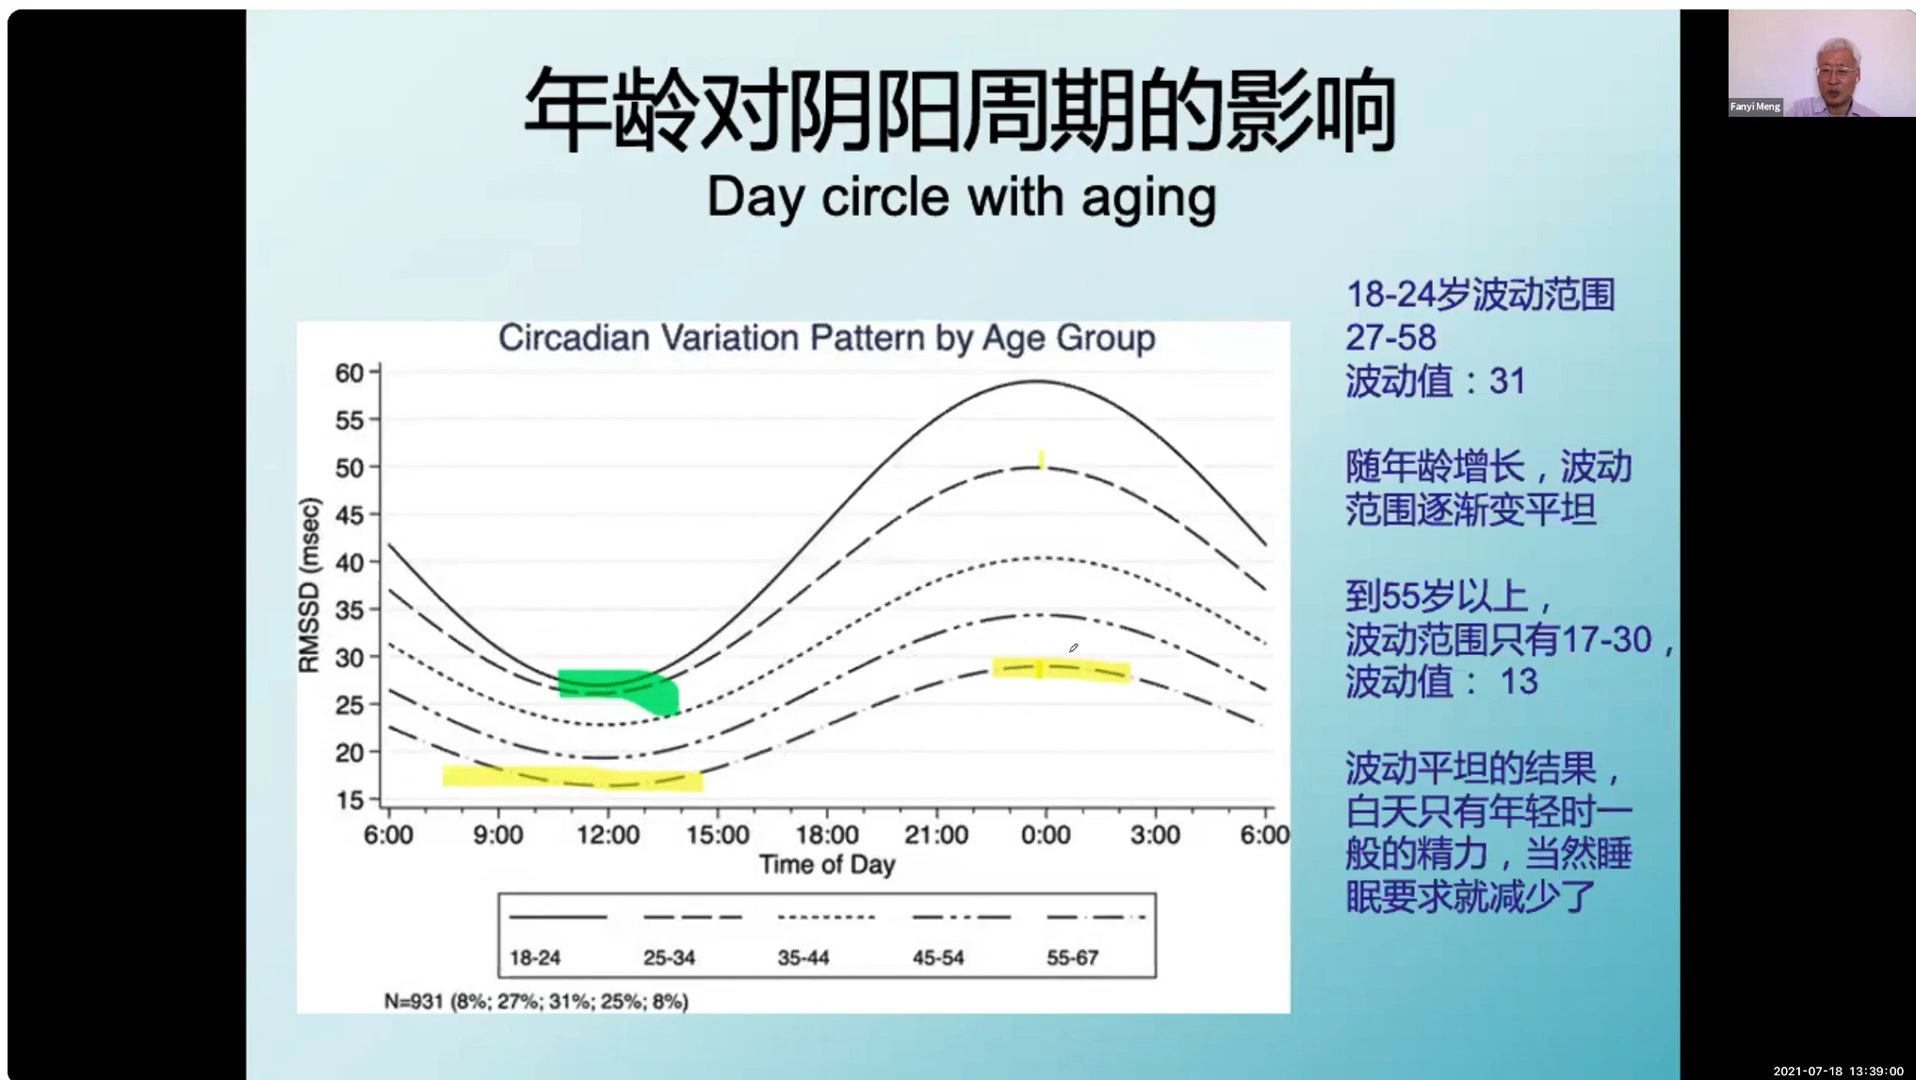 年龄对阴阳周期的影响
Day circle with aging
Fanyi Meng
Circadian Variation Pattern by Age Group
RMSSD (msec)
60
55
50
45
40
35
30
25
20
15
6:00 9:00 12:00 15:00 18:00 21:00 0:00 3:00 6:00
Time of Day
18-24 25-34 35-44 45-54 55-67
N=931 (8%; 27%; 31%; 25%; 8%)
18-24岁波动范围
27-58
波动值：31
随年龄增长，波动
范围逐渐变平坦
到55岁以上，
波动范围只有17-30，
波动值： 13
波动平坦的结果，
白天只有年轻时一
般的精力，当然睡
眠要求就减少了
2021-07-18 13:39:00